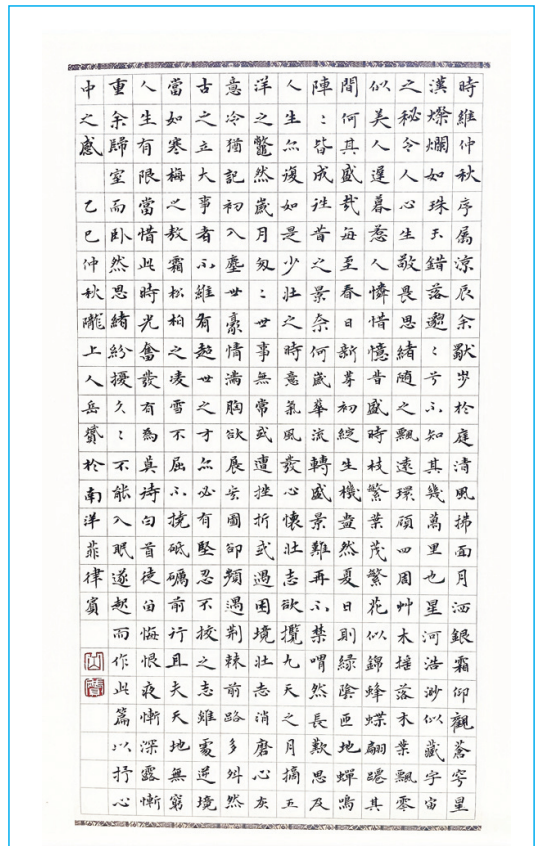 時維仲秋序屬涼辰余默步於庭清風拂面月洒銀霜仰觀蒼穹星
漢燦爛如珠玉錯落邈〻兮不知其幾萬里也星河浩渺似藏宇宙
之秘令人心生敬畏思緒隨之飄遠環顧四周艸木搖落木葉飄零
似美人遲暮惹人憐惜憶昔盛時枝繁葉茂繁花似錦蜂蝶翩躚其
間何其盛哉每至春日新芽初綻生機盎然夏日則緑陰匝地蟬鳴
陣〻皆成往昔之景奈何歲華流轉盛景難再不禁喟然長歎思及
人生亦復如是少壯之時意氣風發心懷壯志欲攬九天之月擒五
洋之鼈然歲月匆〻世事無常或遭挫折或遇困境壯志消磨心灰
意冷猶記初入塵世豪情滿胸欲展宏圖卻頻遇荆棘前路多舛然
古之立大事者不維有超世之才亦必有堅忍不拔之志雖處逆境
當如寒梅之敖霜松柏之凌雪不屈不撓砥礪前行且夫天地無窮
人生有限當惜此時光奮發有爲莫待白首徒留悔恨夜漸深露漸
重余歸室而卧然思緒紛擾久〻不能入眠遂起而作此篇以抒心
中之感 乙巳仲秋隴上人岳贇於南洋菲律賓